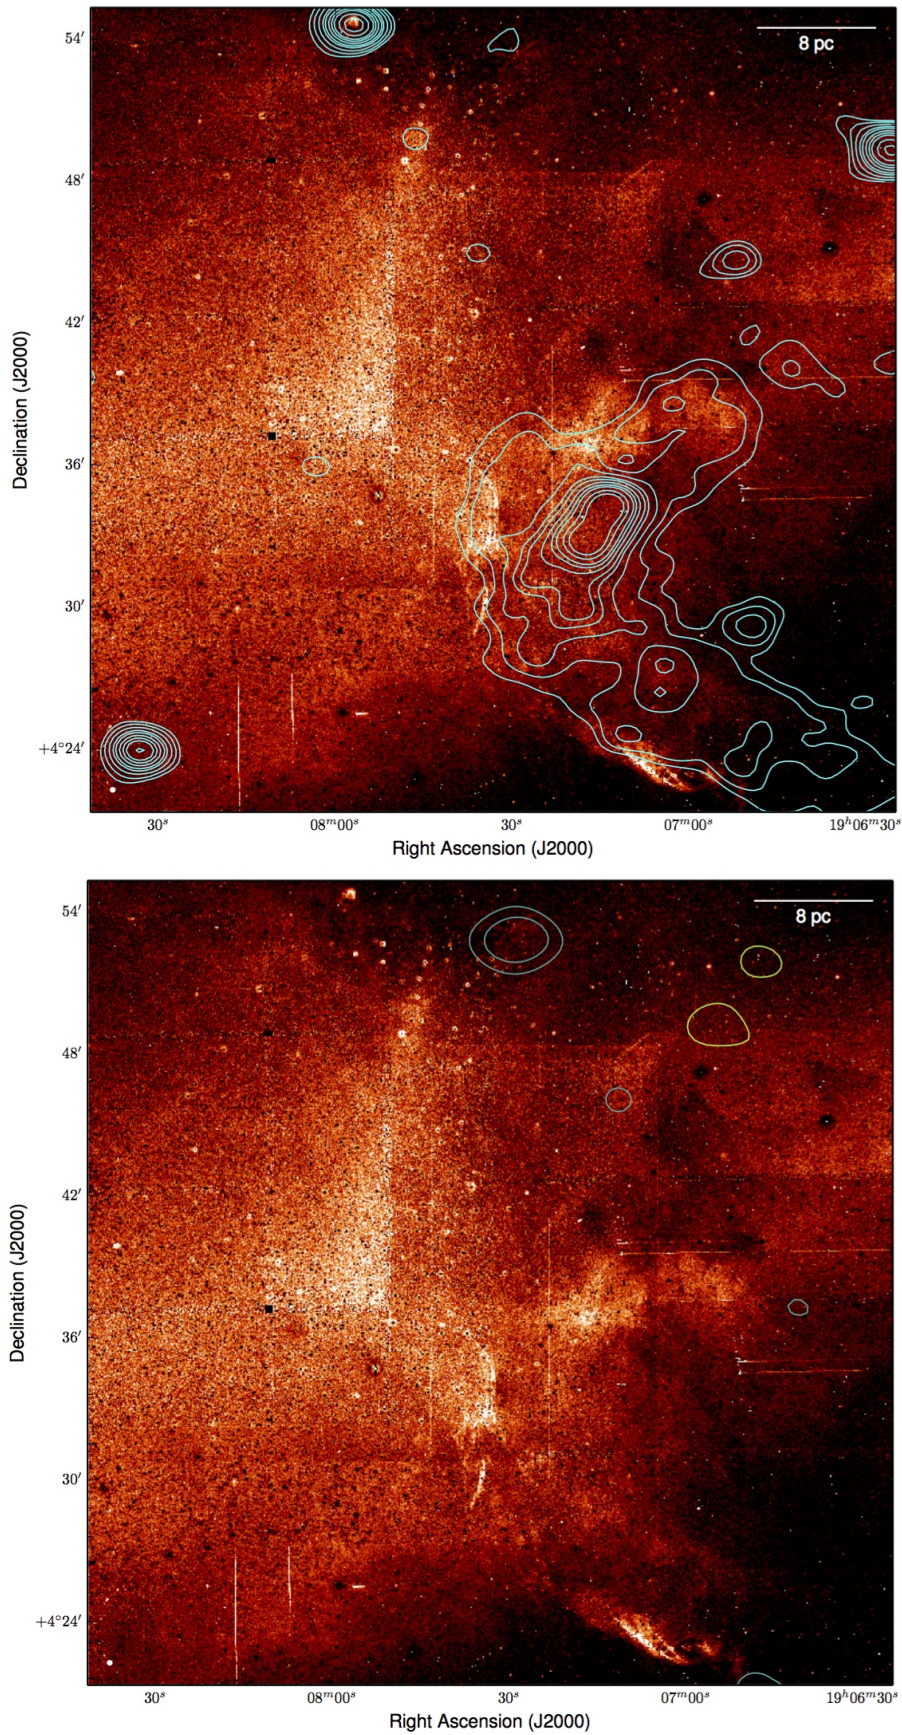 54′
8 pc
48′
42′
Declination (J2000)
36′
30′
+4°24′
30ˢ
08ᵐ00ˢ
30ˢ
07ᵐ00ˢ
19ʰ06ᵐ30ˢ
Right Ascension (J2000)
54′
8 pc
48′
42′
Declination (J2000)
36′
30′
+4°24′
30ˢ
08ᵐ00ˢ
30ˢ
07ᵐ00ˢ
19ʰ06ᵐ30ˢ
Right Ascension (J2000)